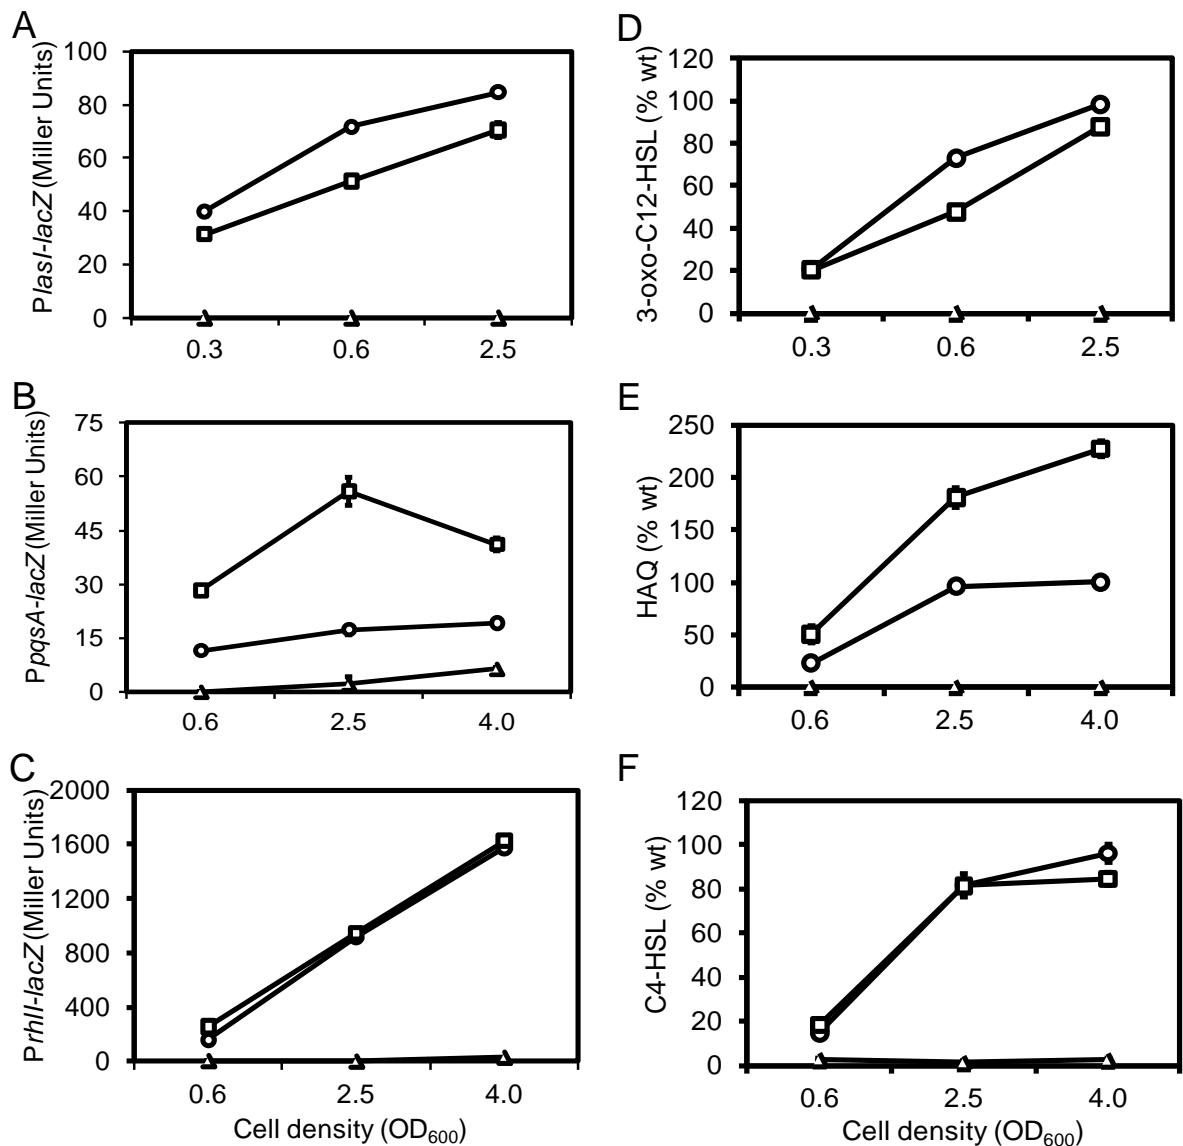 A
PlasI-lacZ (Miller Units)
100
80
60
40
20
0
0.3 0.6 2.5
B
PpqsA-lacZ (Miller Units)
75
60
45
30
15
0
0.6 2.5 4.0
C
PrhlI-lacZ (Miller Units)
2000
1600
1200
800
400
0
0.6 2.5 4.0
Cell density (OD600)
D
3-oxo-C12-HSL (% wt)
120
100
80
60
40
20
0
0.3 0.6 2.5
E
HAQ (% wt)
250
200
150
100
50
0
0.6 2.5 4.0
F
C4-HSL (% wt)
120
100
80
60
40
20
0
0.6 2.5 4.0
Cell density (OD600)